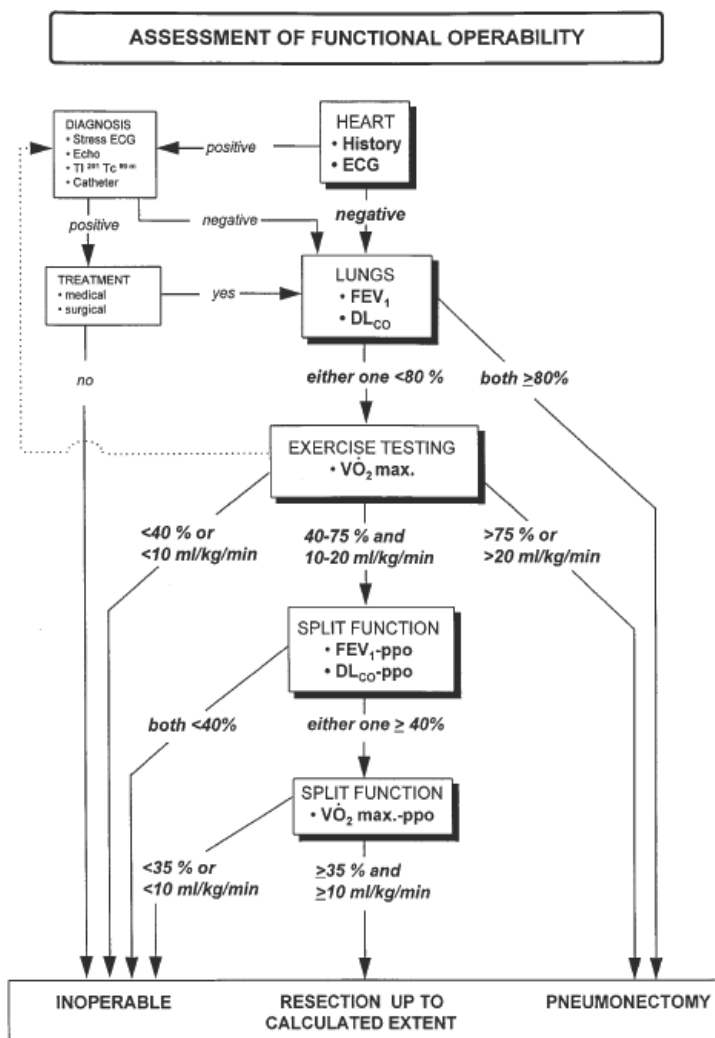 ASSESSMENT OF FUNCTIONAL OPERABILITY
DIAGNOSIS
• Stress ECG
• Echo
• Tl 201 Tc 99 m
• Catheter
positive
HEART
• History
• ECG
positive
negative
negative
TREATMENT
• medical
• surgical
yes
LUNGS
• FEV₁
• DL_CO
no
either one <80 %
both ≥80%
EXERCISE TESTING
• V̇O₂ max.
<40 % or
<10 ml/kg/min
40-75 % and
10-20 ml/kg/min
>75 % or
>20 ml/kg/min
SPLIT FUNCTION
• FEV₁-ppo
• DL_CO-ppo
both <40%
either one ≥ 40%
SPLIT FUNCTION
• V̇O₂ max.-ppo
<35 % or
<10 ml/kg/min
≥35 % and
≥10 ml/kg/min
INOPERABLE
RESECTION UP TO
CALCULATED EXTENT
PNEUMONECTOMY